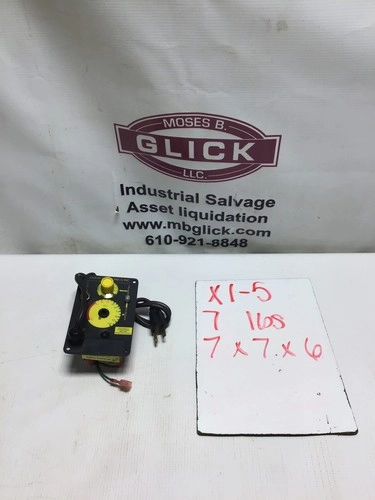 MOSES B.
GLICK
LLC.
Industrial Salvage
Asset liquidation
www.mbglick.com
610-921-8848
X1-5
7 lbs
7 x 7 x 6